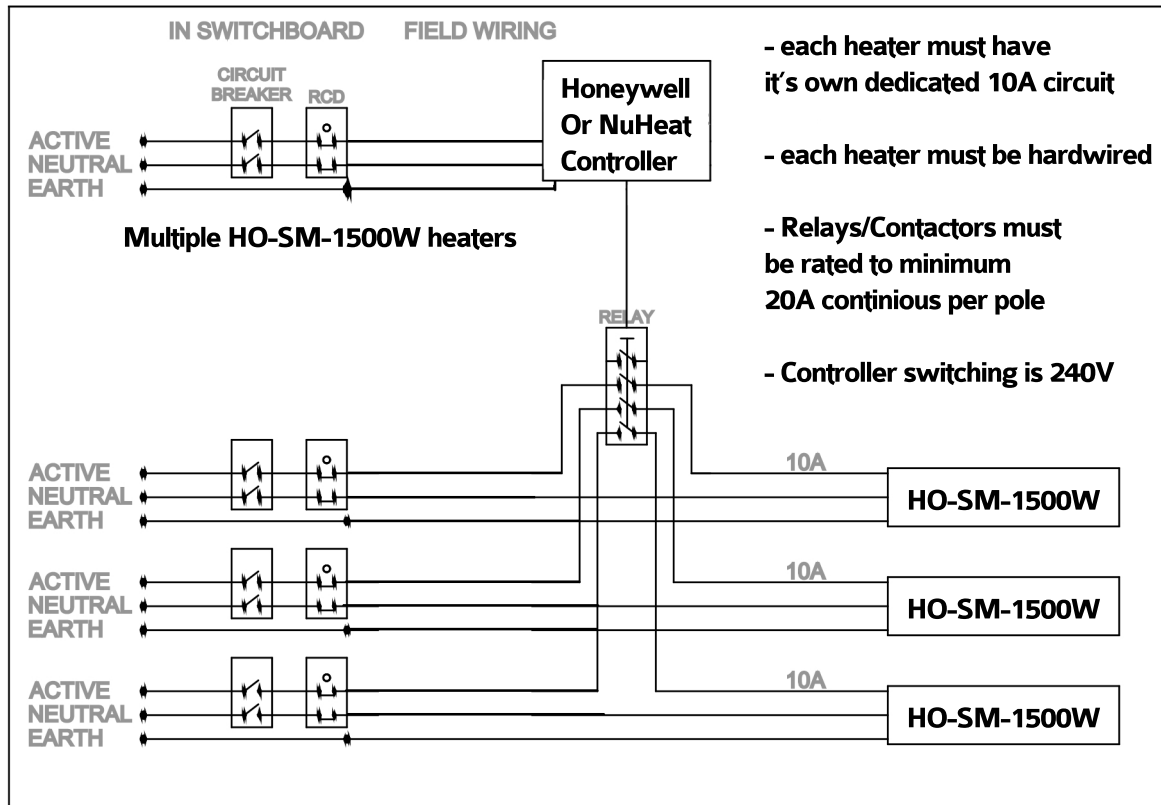 IN SWITCHBOARD
FIELD WIRING
CIRCUIT
BREAKER
RCD
ACTIVE
NEUTRAL
EARTH
Honeywell
Or NuHeat
Controller
Multiple HO-SM-1500W heaters
- each heater must have
it's own dedicated 10A circuit
- each heater must be hardwired
- Relays/Contactors must
be rated to minimum
20A continious per pole
- Controller switching is 240V
RELAY
ACTIVE
NEUTRAL
EARTH
10A
HO-SM-1500W
ACTIVE
NEUTRAL
EARTH
10A
HO-SM-1500W
ACTIVE
NEUTRAL
EARTH
10A
HO-SM-1500W